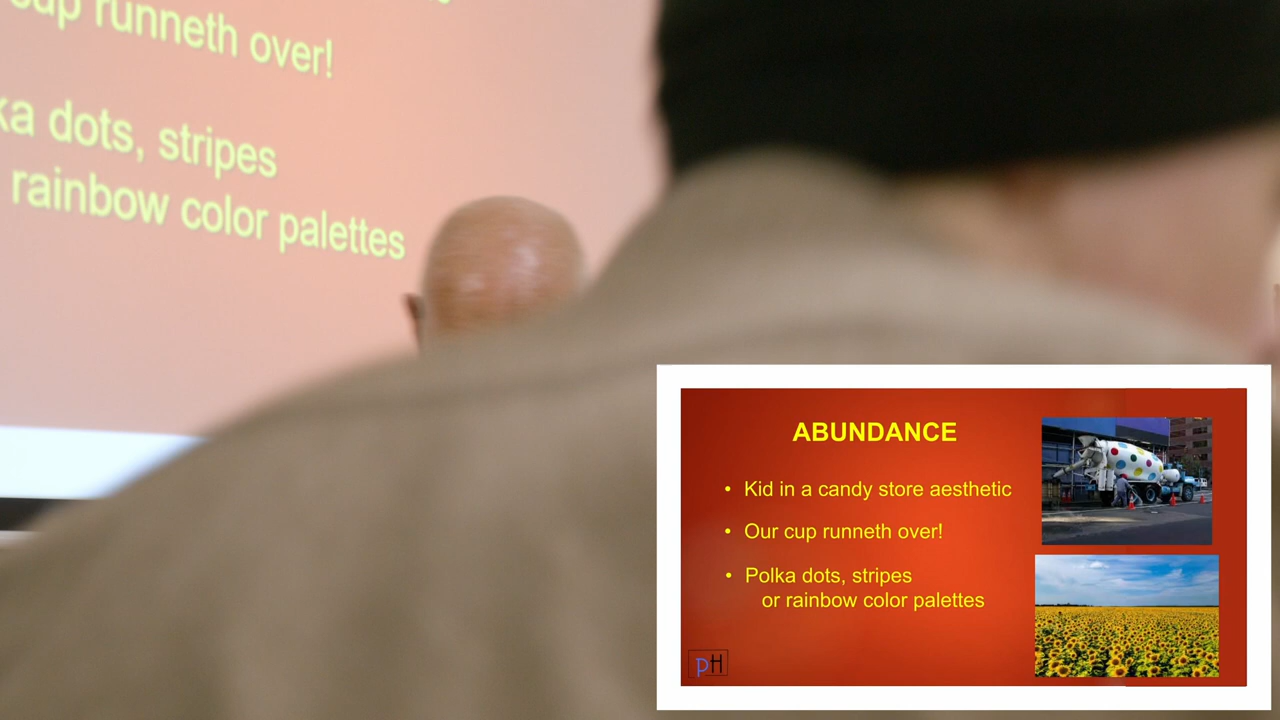 cup runneth over!
dots, stripes
rainbow color palettes
ABUNDANCE
• Kid in a candy store aesthetic
• Our cup runneth over!
• Polka dots, stripes
or rainbow color palettes
pH